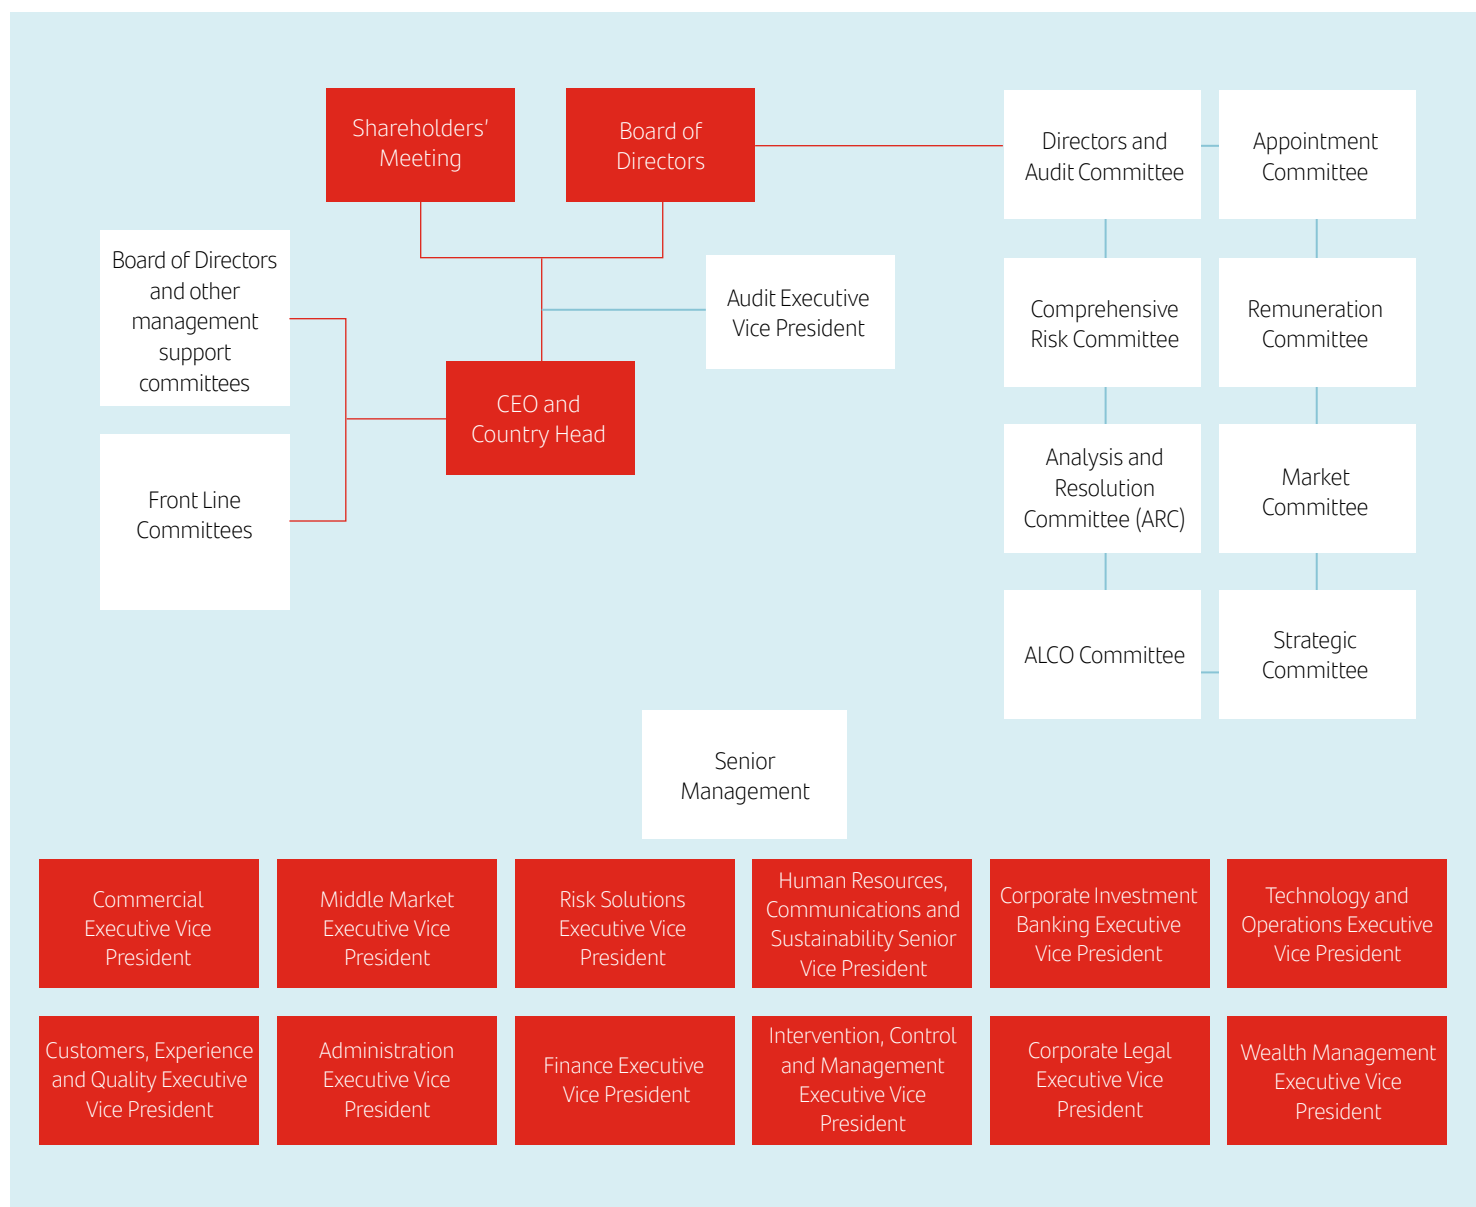 Shareholders'
Meeting
Board of
Directors
Directors and
Audit Committee
Appointment
Committee
Board of Directors
and other
management
support
committees
Audit Executive
Vice President
Comprehensive
Risk Committee
Remuneration
Committee
CEO and
Country Head
Front Line
Committees
Analysis and
Resolution
Committee (ARC)
Market
Committee
ALCO Committee
Strategic
Committee
Senior
Management
Commercial
Executive Vice
President
Middle Market
Executive Vice
President
Risk Solutions
Executive Vice
President
Human Resources,
Communications and
Sustainability Senior
Vice President
Corporate Investment
Banking Executive
Vice President
Technology and
Operations Executive
Vice President
Customers, Experience
and Quality Executive
Vice President
Administration
Executive Vice
President
Finance Executive
Vice President
Intervention, Control
and Management
Executive Vice
President
Corporate Legal
Executive Vice
President
Wealth Management
Executive Vice
President